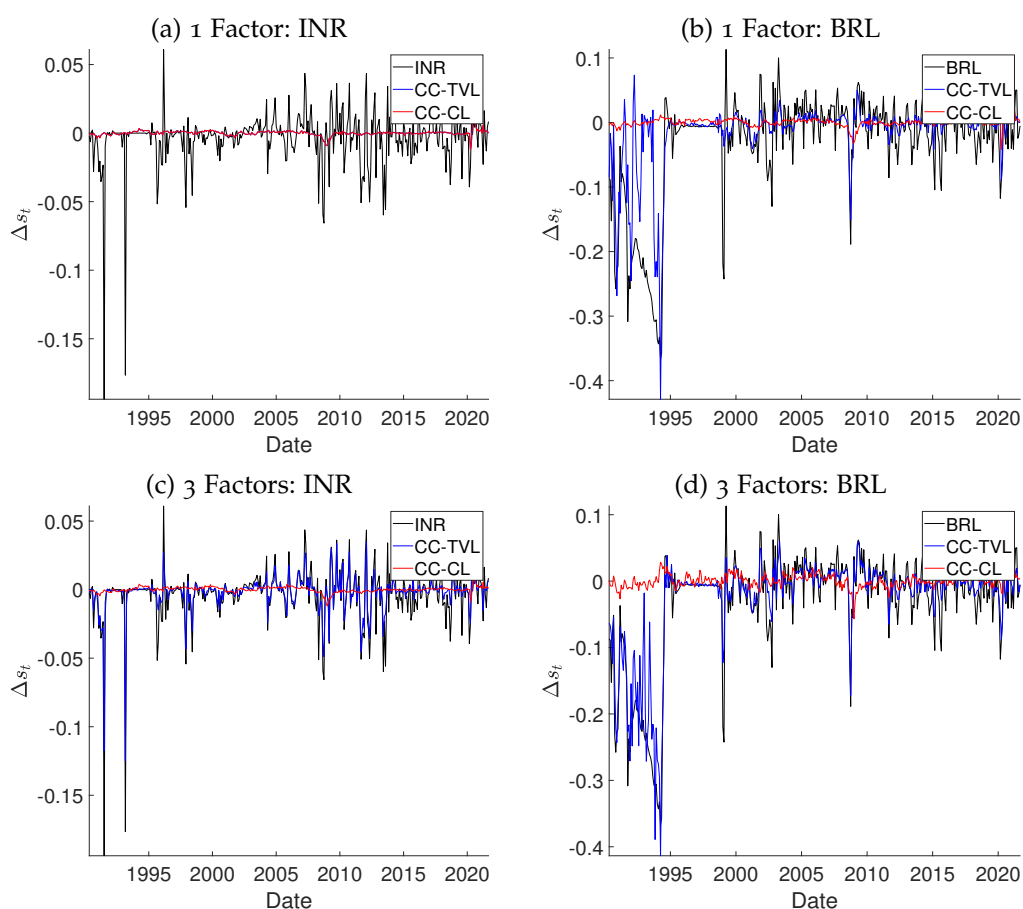 (a) 1 Factor: INR
0.05
0
-0.05
-0.1
-0.15
Δs_t
INR
CC-TVL
CC-CL
1995 2000 2005 2010 2015 2020
Date
(b) 1 Factor: BRL
0.1
0
-0.1
-0.2
-0.3
-0.4
Δs_t
BRL
CC-TVL
CC-CL
1995 2000 2005 2010 2015 2020
Date
(c) 3 Factors: INR
0.05
0
-0.05
-0.1
-0.15
Δs_t
INR
CC-TVL
CC-CL
1995 2000 2005 2010 2015 2020
Date
(d) 3 Factors: BRL
0.1
0
-0.1
-0.2
-0.3
-0.4
Δs_t
BRL
CC-TVL
CC-CL
1995 2000 2005 2010 2015 2020
Date